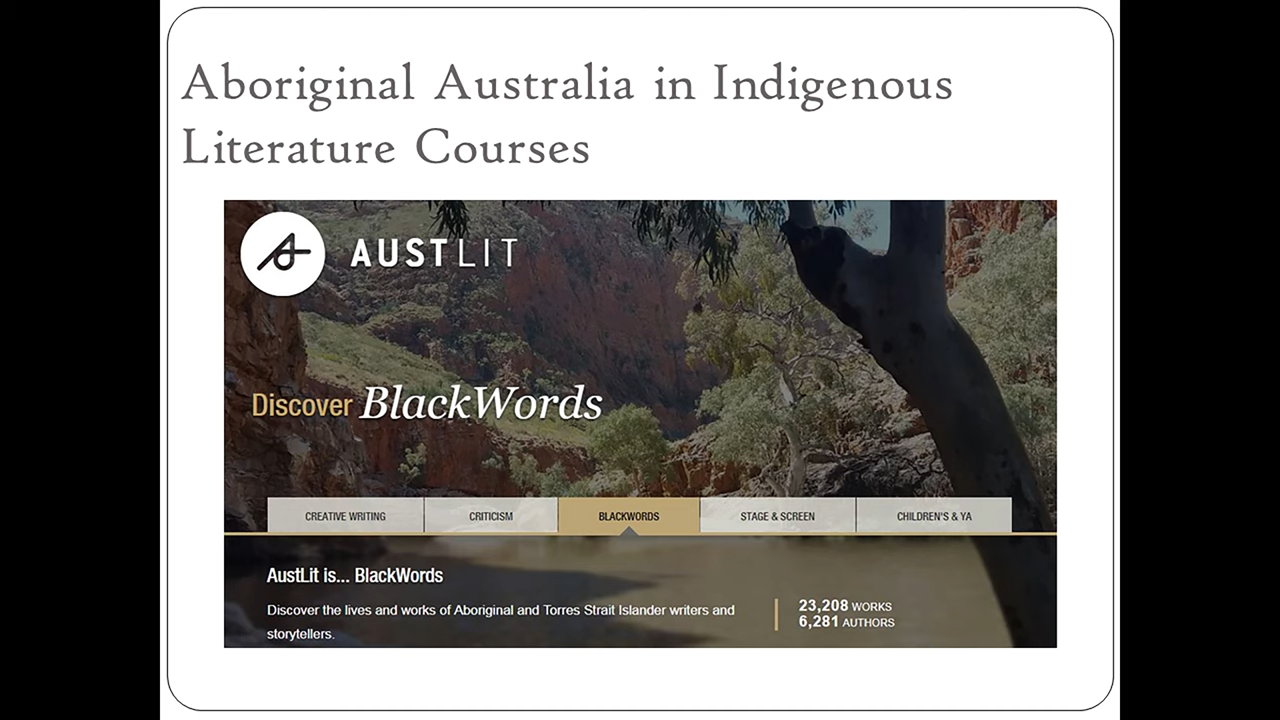 Aboriginal Australia in Indigenous
Literature Courses
AUSTLIT
Discover BlackWords
CREATIVE WRITING
CRITICISM
BLACKWORDS
STAGE & SCREEN
CHILDREN'S & YA
AustLit is... BlackWords
Discover the lives and works of Aboriginal and Torres Strait Islander writers and
storytellers.
23,208 WORKS
6,281 AUTHORS